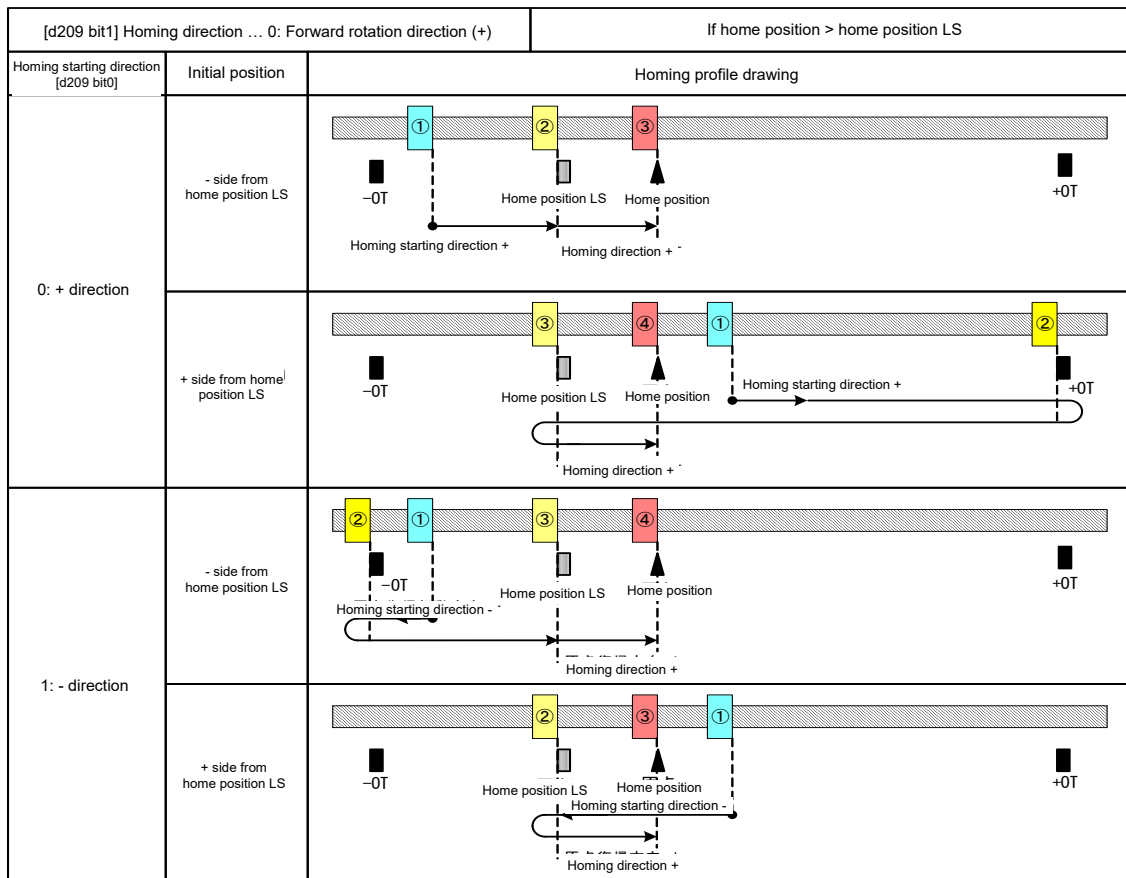 [d209 bit1] Homing direction … 0: Forward rotation direction (+)
If home position > home position LS
Homing starting direction
[d209 bit0]
Initial position
Homing profile drawing
0: + direction
- side from
home position LS
① ② ③
−OT
Home position LS
Home position
+OT
Homing starting direction +
Homing direction +
+ side from home
position LS
③ ④ ① ②
−OT
Home position LS
Home position
Homing starting direction +
+OT
Homing direction +
1: - direction
- side from
home position LS
② ① ③ ④
−OT
Home position LS
Home position
+OT
Homing starting direction -
Homing direction +
+ side from
home position LS
② ③ ①
−OT
Home position LS
Home position
+OT
Homing starting direction -
Homing direction +